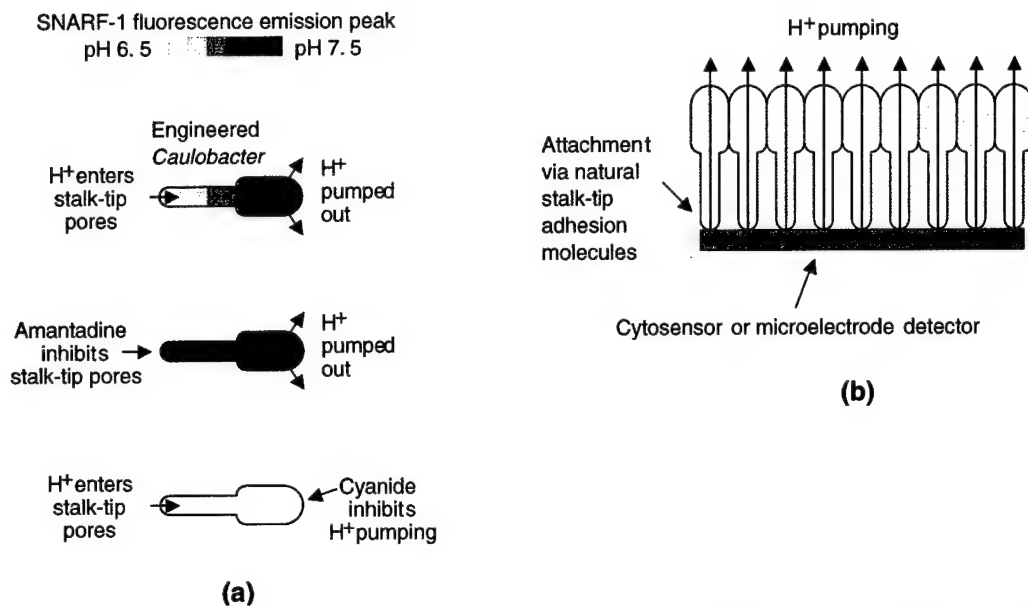 SNARF-1 fluorescence emission peak
pH 6. 5 pH 7.5
Engineered
Caulobacter
H+ enters
stalk-tip
pores
H+
pumped
out
Amantadine
inhibits
stalk-tip pores
H+
pumped
out
H+ enters
stalk-tip
pores
Cyanide
inhibits
H+ pumping
(a)
H+ pumping
Attachment
via natural
stalk-tip
adhesion
molecules
Cytosensor or microelectrode detector
(b)